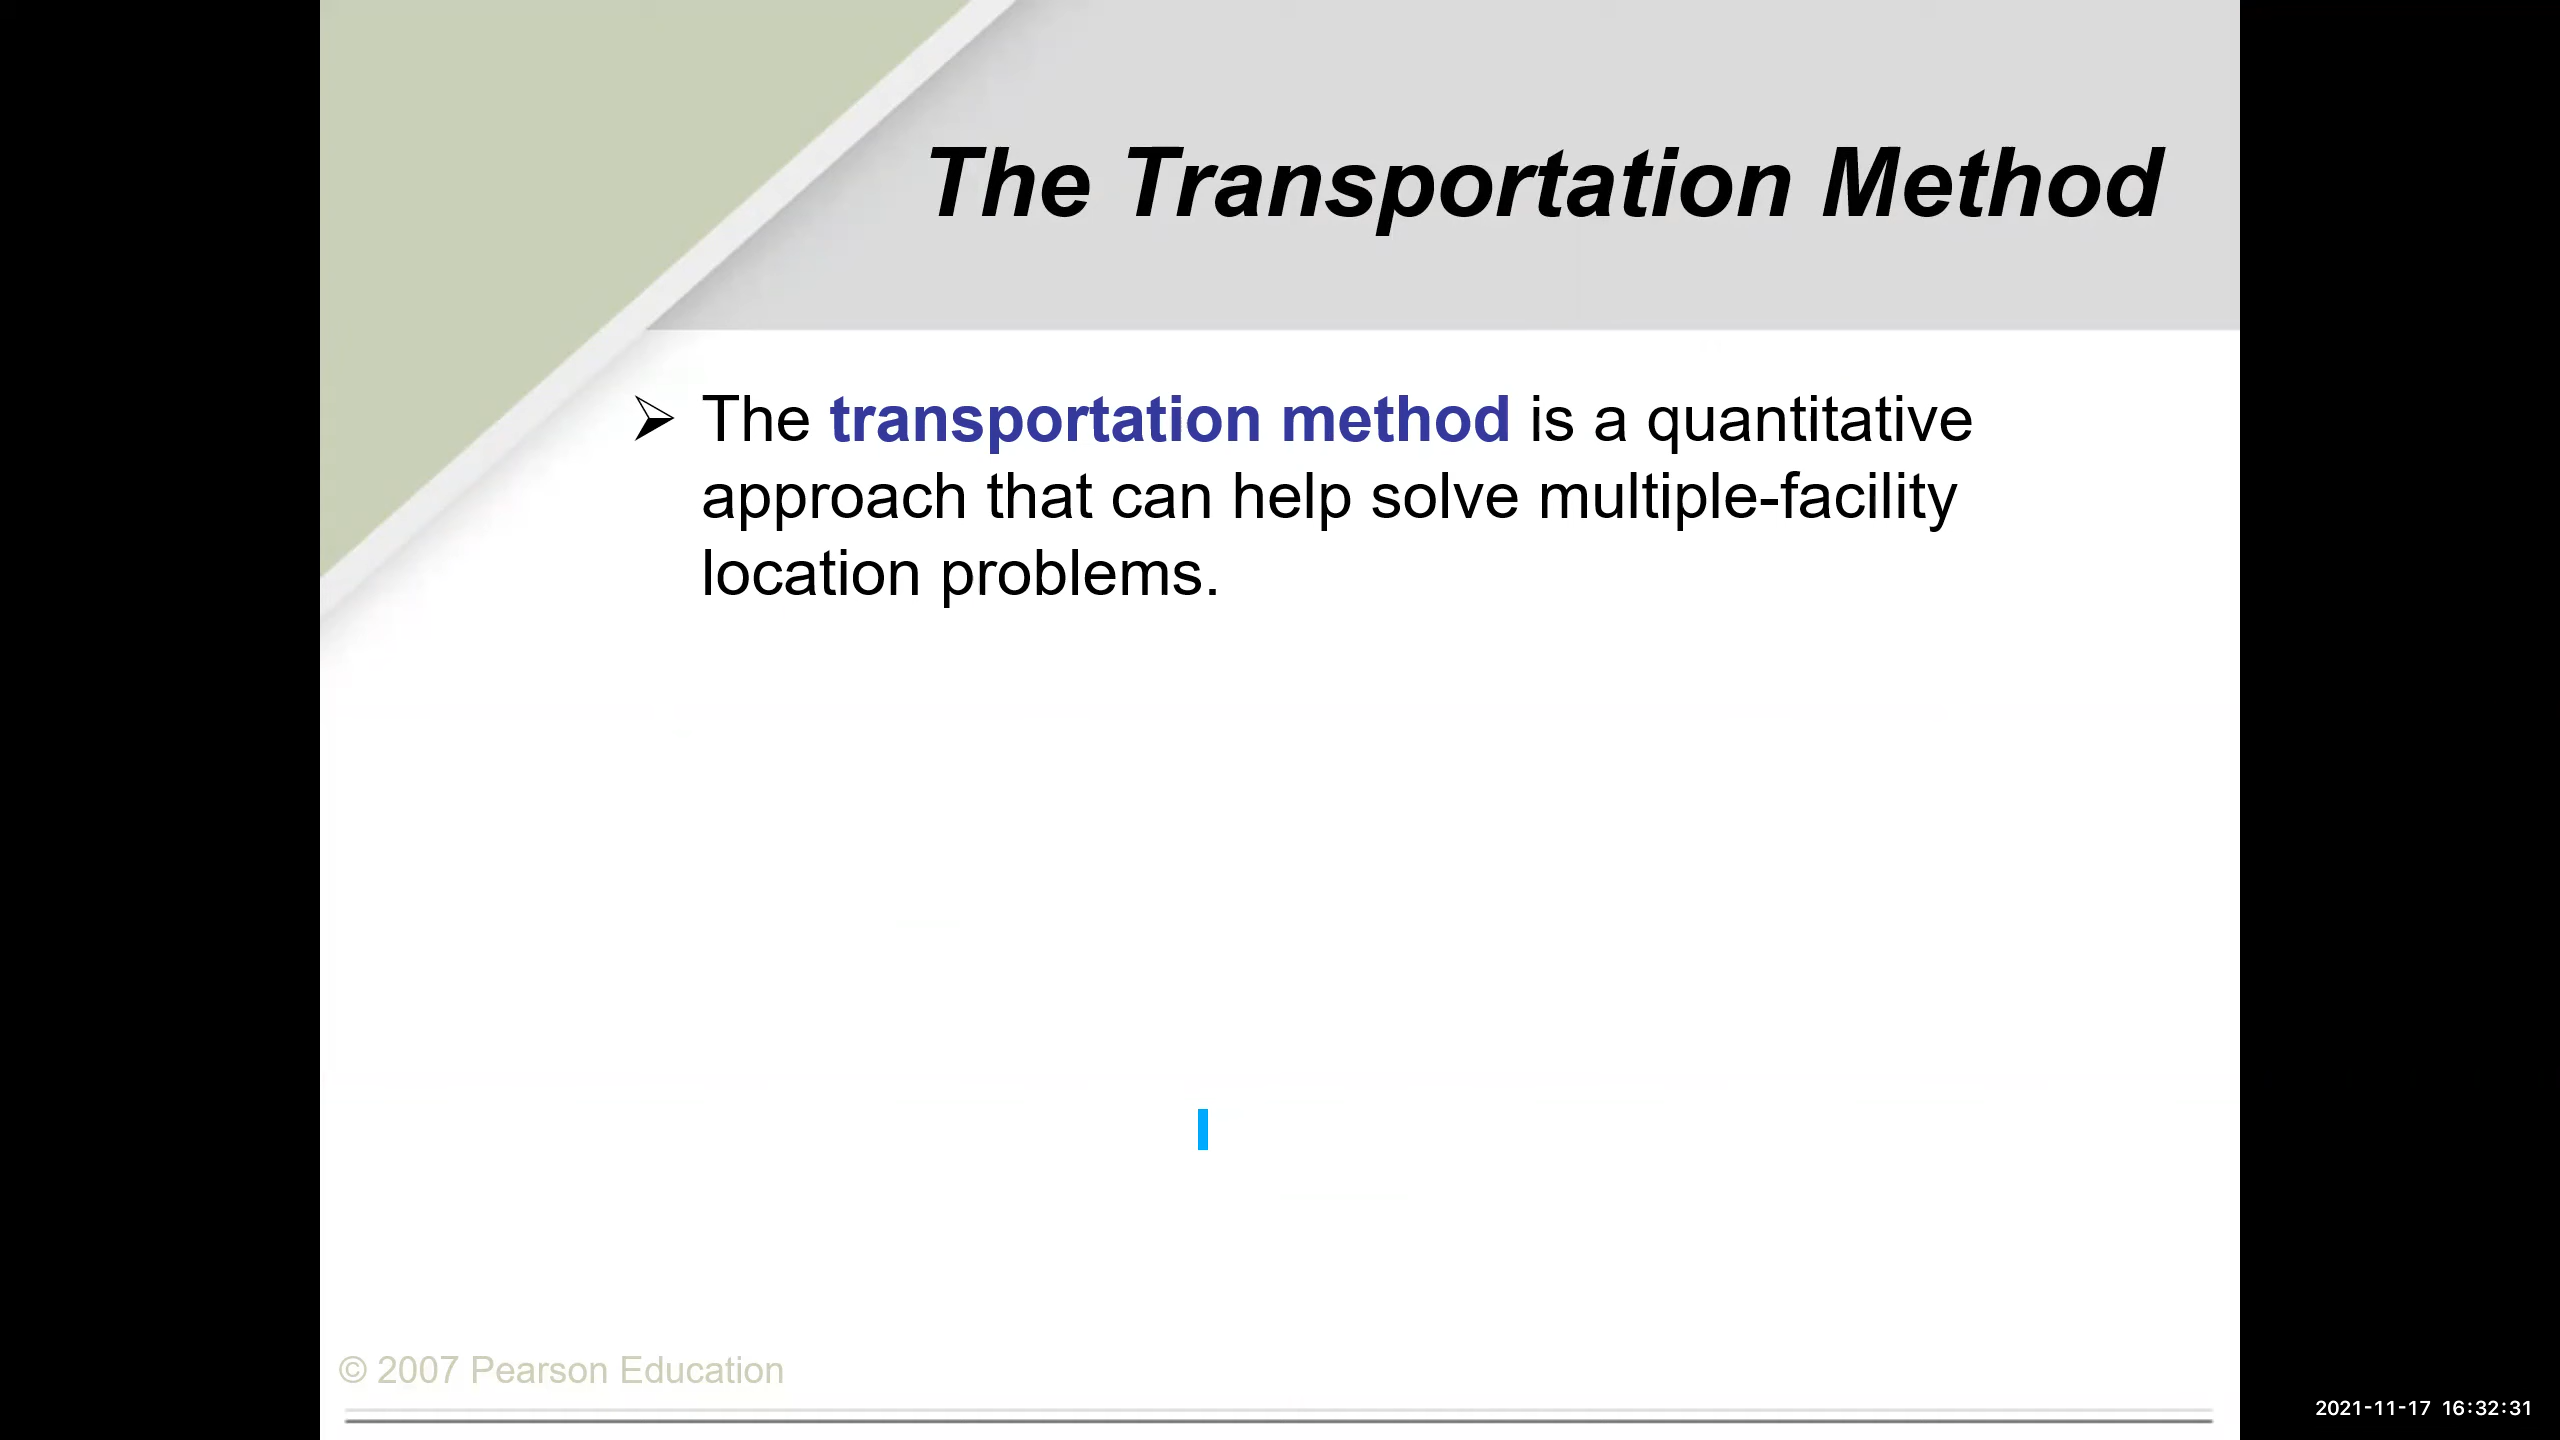 The Transportation Method
➢ The transportation method is a quantitative
approach that can help solve multiple-facility
location problems.
© 2007 Pearson Education
2021-11-17 16:32:31